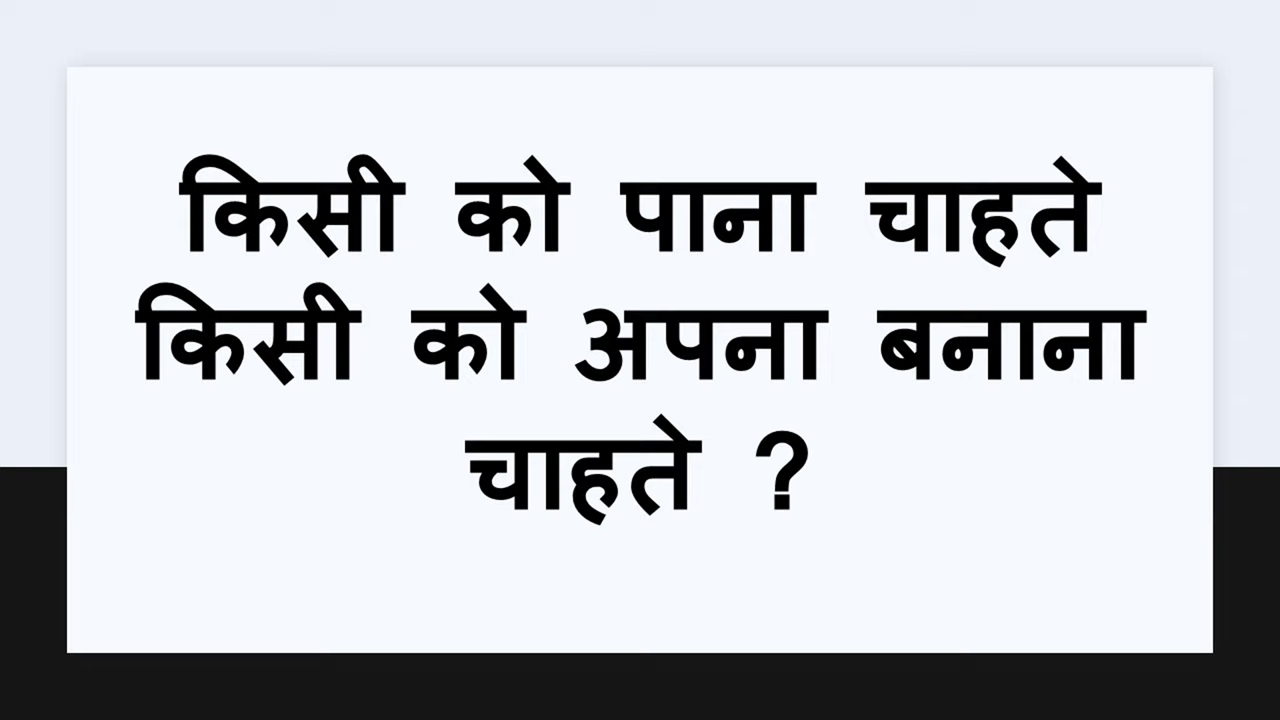 किसी को पाना चाहते
किसी को अपना बनाना
चाहते ?